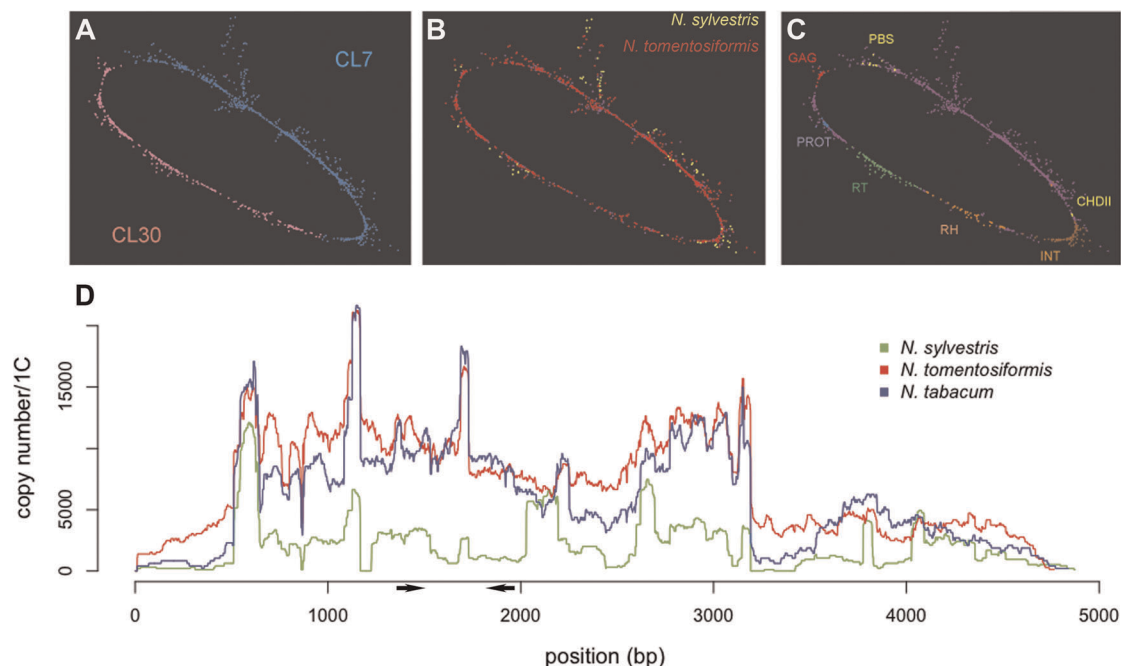 A
CL7
CL30
B
N. sylvestris
N. tomentosiformis
C
PBS
GAG
PROT
RT
RH
CHDII
INT
D
copy number/1C
15000
5000
0
N. sylvestris
N. tomentosiformis
N. tabacum
0 1000 2000 3000 4000 5000
position (bp)